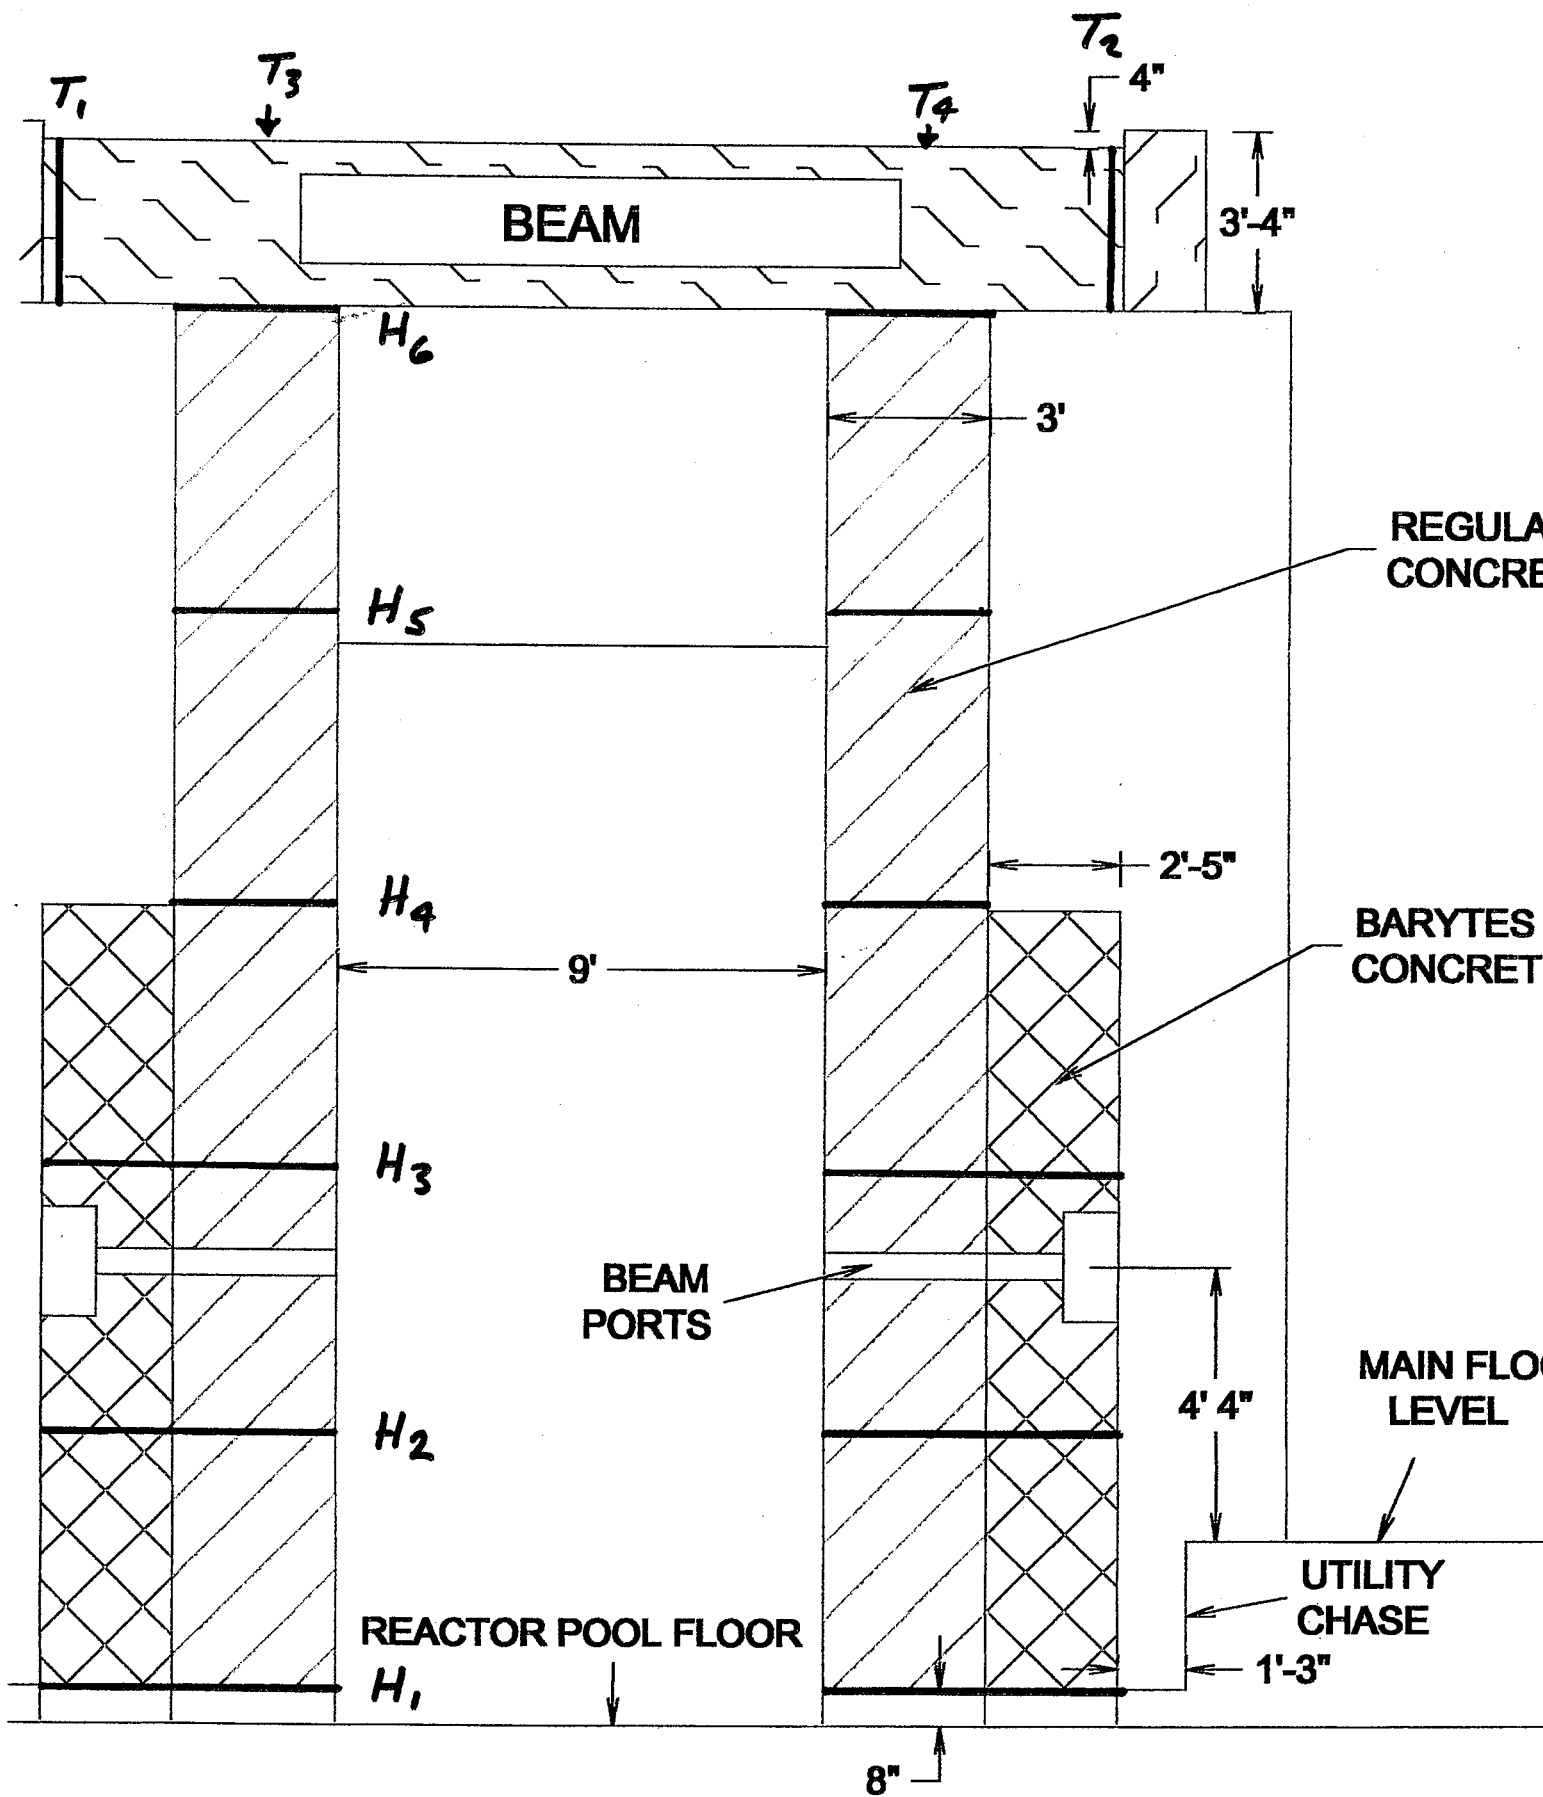 T2
T3
T1
T4
4"
BEAM
3'-4"
H6
3'
REGULA
CONCRE
H5
2'-5"
H4
BARYTES
CONCRET
9'
H3
BEAM
PORTS
MAIN FLOO
LEVEL
4' 4"
H2
UTILITY
CHASE
REACTOR POOL FLOOR
1'-3"
H1
8"